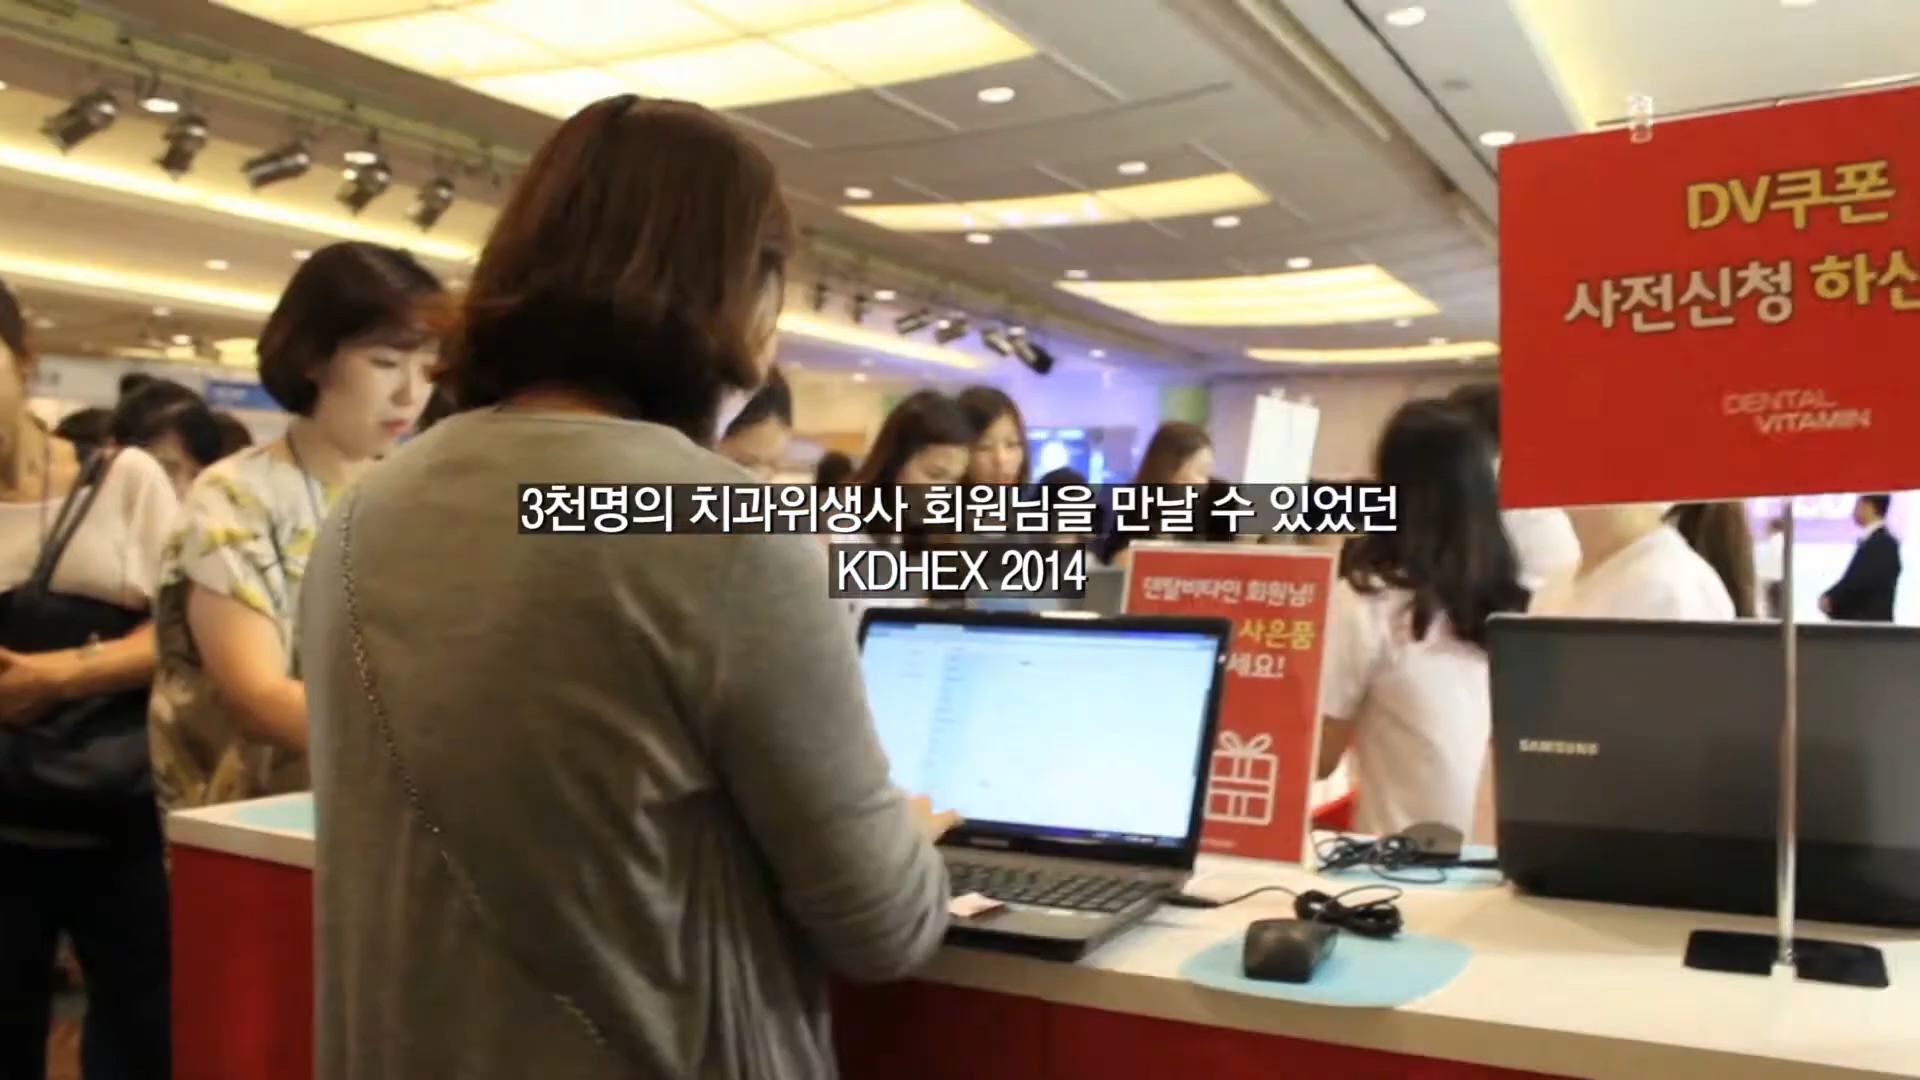 DV쿠폰
사전신청 하신
DENTAL
VITAMIN
3천명의 치과위생사 회원님을 만날 수 있었던
KDHEX 2014
덴탈비타민 회원님!
사은품
세요!
SAMSUNG